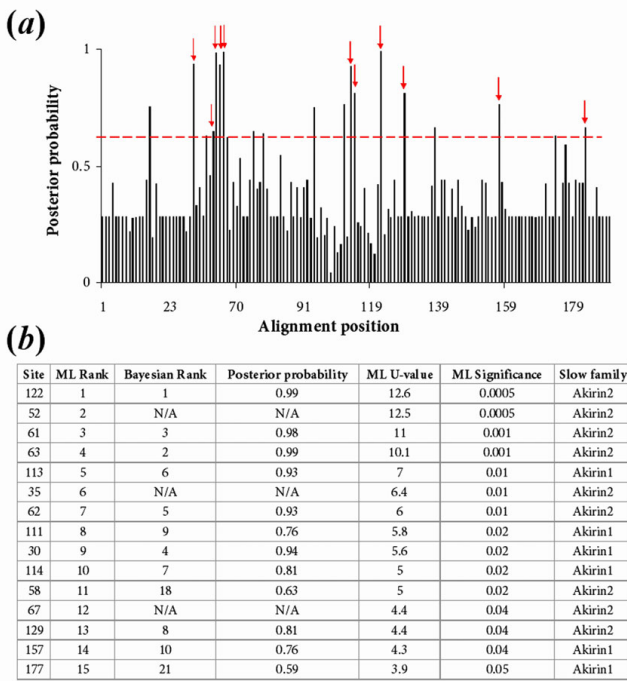 (a)
1
0.5
0
Posterior probability
1 23 70 91 119 139 159 179
Alignment position
(b)
Site ML Rank Bayesian Rank Posterior probability ML U-value ML Significance Slow family
122 1 1 0.99 12.6 0.0005 Akirin2
52 2 N/A N/A 12.5 0.0005 Akirin2
61 3 3 0.98 11 0.001 Akirin2
63 4 2 0.99 10.1 0.001 Akirin2
113 5 6 0.93 7 0.01 Akirin1
35 6 N/A N/A 6.4 0.01 Akirin2
62 7 5 0.93 6 0.01 Akirin2
111 8 9 0.76 5.8 0.02 Akirin1
30 9 4 0.94 5.6 0.02 Akirin1
114 10 7 0.81 5 0.02 Akirin1
58 11 18 0.63 5 0.02 Akirin2
67 12 N/A N/A 4.4 0.04 Akirin2
129 13 8 0.81 4.4 0.04 Akirin2
157 14 10 0.76 4.3 0.04 Akirin1
177 15 21 0.59 3.9 0.05 Akirin1